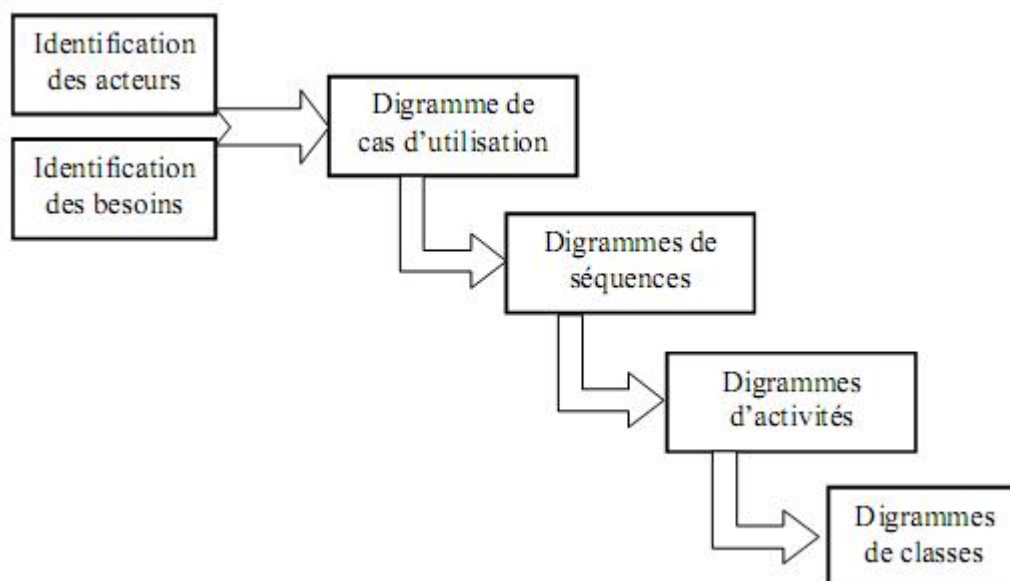 Identification
des acteurs
Identification
des besoins
Digramme de
cas d'utilisation
Digrammes de
séquences
Digrammes
d'activités
Digrammes
de classes